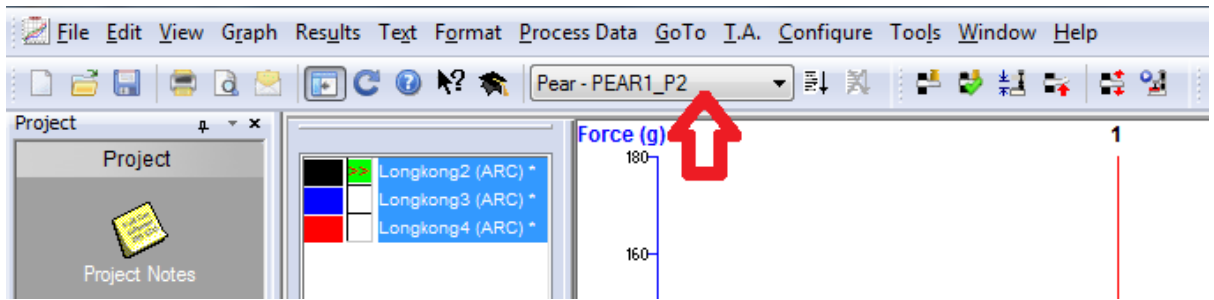 File Edit View Graph Results Text Format Process Data GoTo T.A. Configure Tools Window Help
Pear - PEAR1_P2
Project
Project
Project Notes
Longkong2 (ARC) *
Longkong3 (ARC) *
Longkong4 (ARC) *
Force (g)
1
180
160